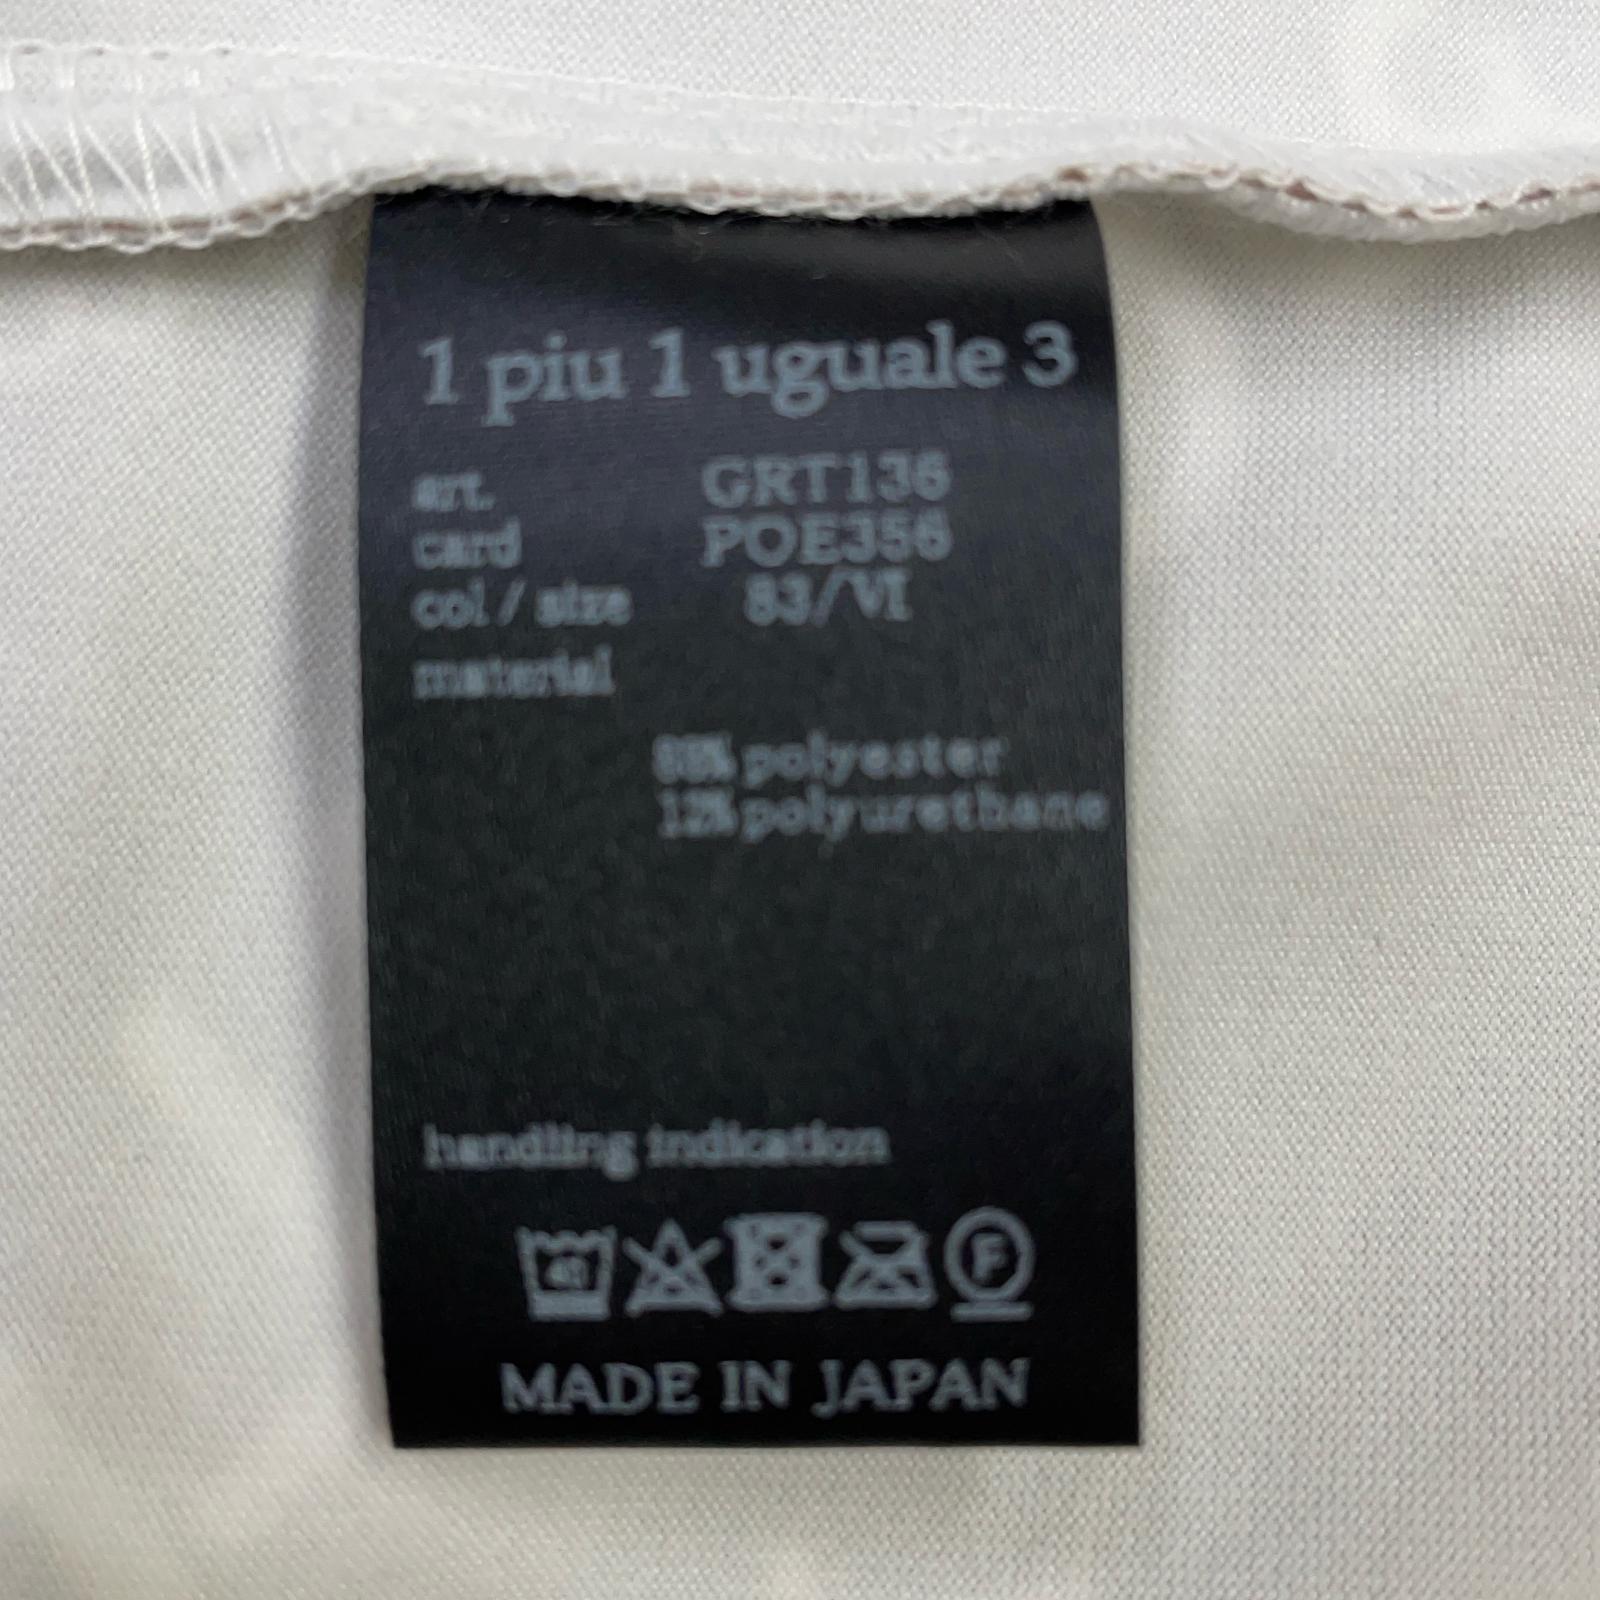 1 piu 1 uguale 3
art. GRT136
card POE356
col / size 83/VI
material
88% polyester
12% polyurethane
handling indication
F
MADE IN JAPAN